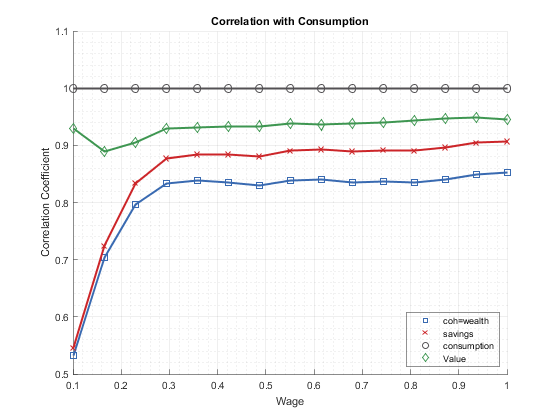 Correlation with Consumption
1.1
1
0.9
0.8
0.7
0.6
0.5
Correlation Coefficient
0.1 0.2 0.3 0.4 0.5 0.6 0.7 0.8 0.9 1
Wage
coh=wealth
savings
consumption
Value